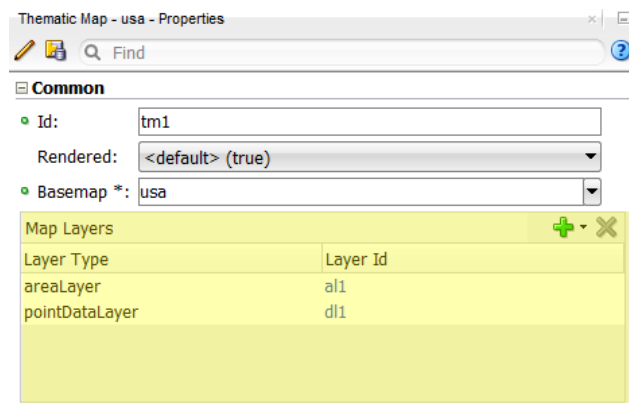 Thematic Map - usa - Properties
Find
Common
Id: tm1
Rendered: <default> (true)
Basemap *: usa
Map Layers
Layer Type Layer Id
areaLayer al1
pointDataLayer dl1